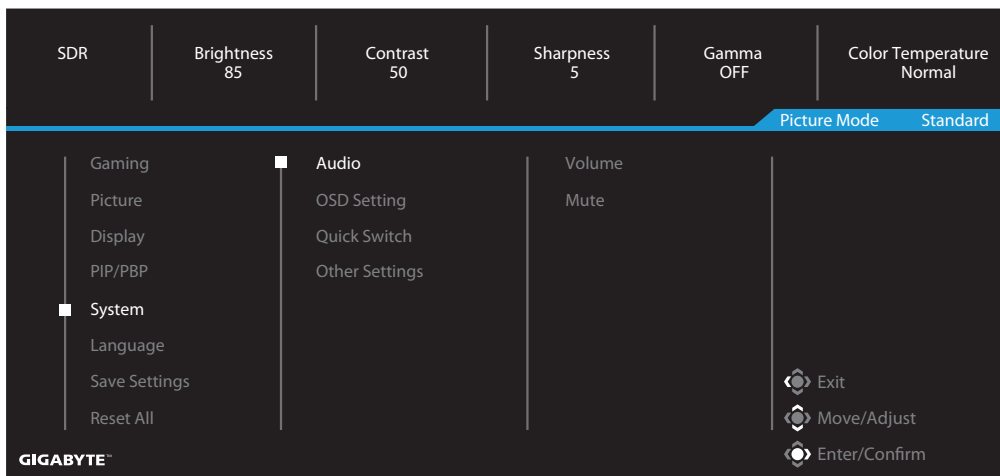 SDR
Brightness
85
Contrast
50
Sharpness
5
Gamma
OFF
Color Temperature
Normal
Picture Mode Standard
Gaming
Picture
Display
PIP/PBP
System
Language
Save Settings
Reset All
Audio
OSD Setting
Quick Switch
Other Settings
Volume
Mute
Exit
Move/Adjust
Enter/Confirm
GIGABYTE™